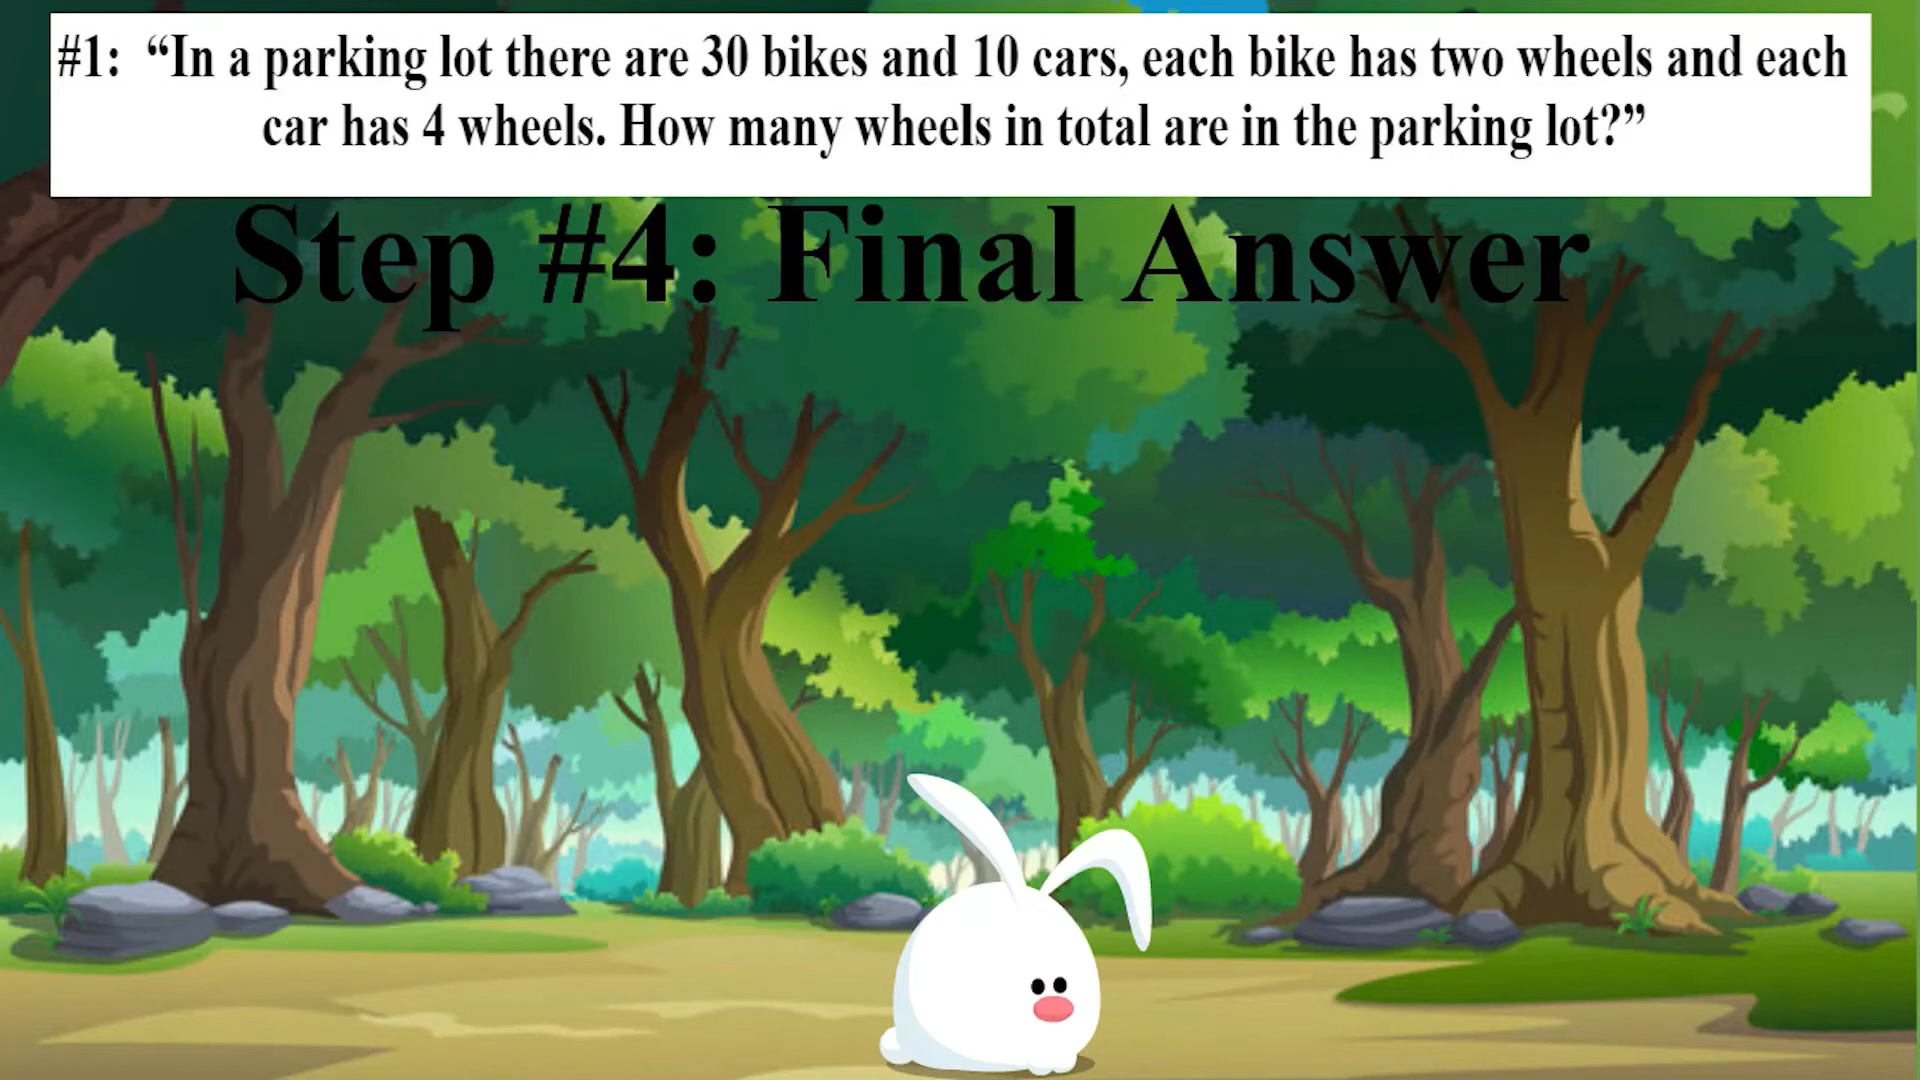 #1: “In a parking lot there are 30 bikes and 10 cars, each bike has two wheels and each
car has 4 wheels. How many wheels in total are in the parking lot?”
Step #4: Final Answer